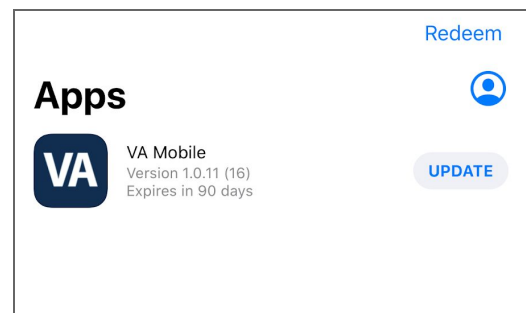 Redeem
Apps
VA
VA Mobile
Version 1.0.11 (16)
Expires in 90 days
UPDATE